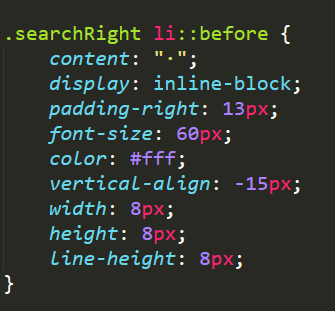 .searchRight li::before {
content: "·";
display: inline-block;
padding-right: 13px;
font-size: 60px;
color: #fff;
vertical-align: -15px;
width: 8px;
height: 8px;
line-height: 8px;
}